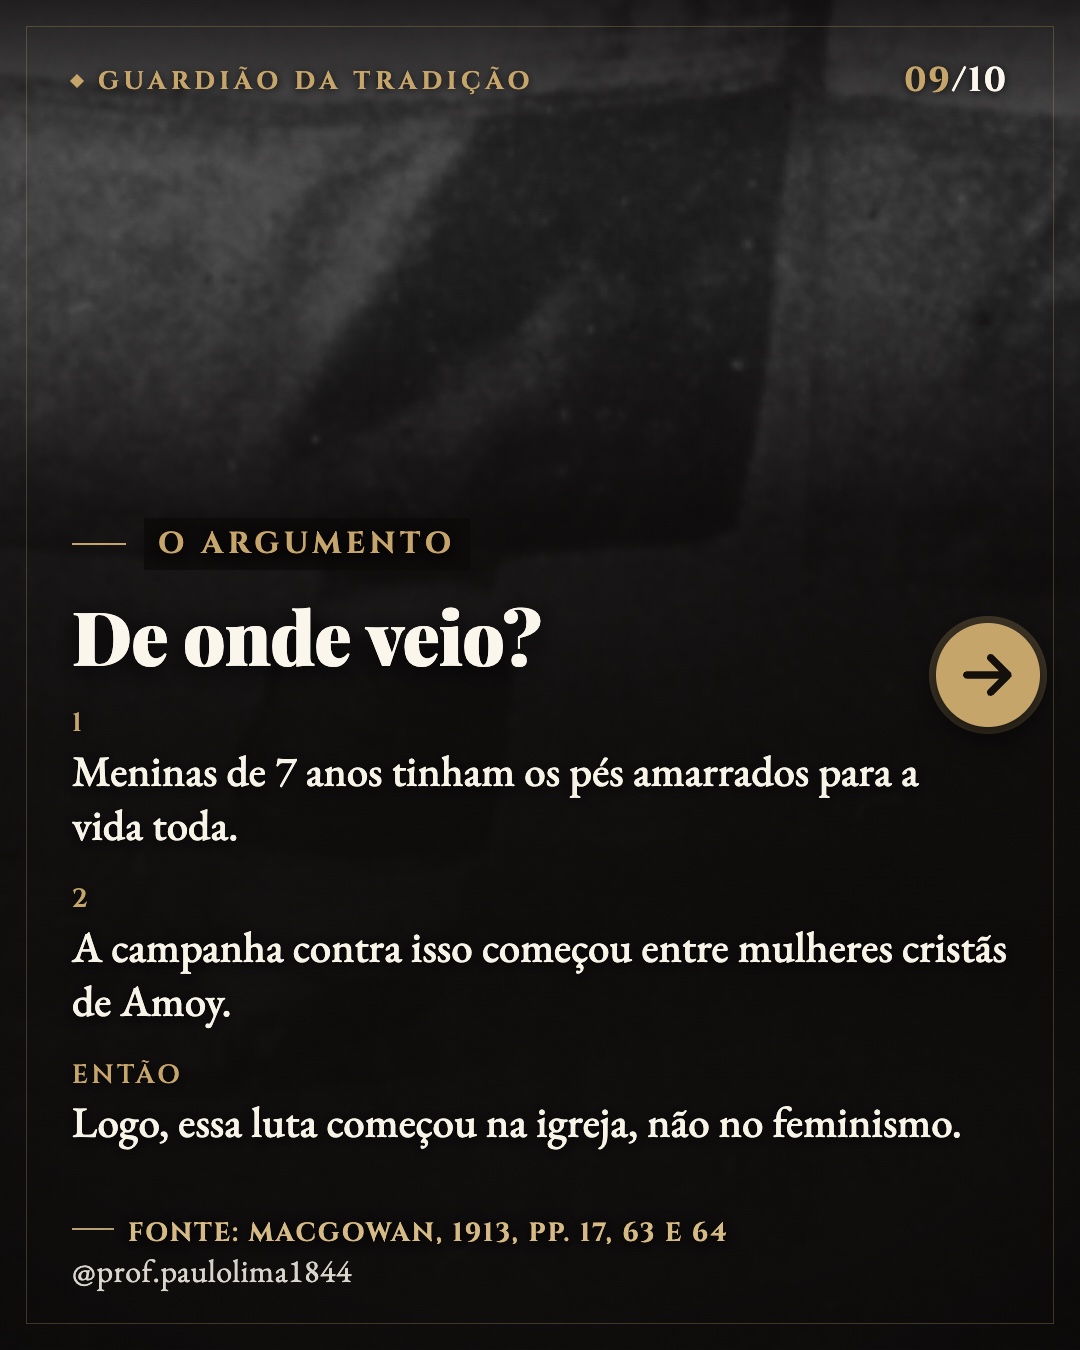 GUARDIÃO DA TRADIÇÃO
09/10
O ARGUMENTO
De onde veio?
1
Meninas de 7 anos tinham os pés amarrados para a
vida toda.
2
A campanha contra isso começou entre mulheres cristãs
de Amoy.
ENTÃO
Logo, essa luta começou na igreja, não no feminismo.
FONTE: MACGOWAN, 1913, PP. 17, 63 E 64
@prof.paulolima1844